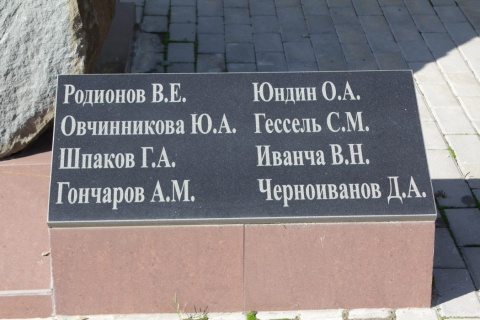 Родионов В.Е.
Овчинникова Ю.А.
Шпаков Г.А.
Гончаров А.М.
Юндин О.А.
Гессель С.М.
Иванча В.Н.
Черноиванов Д.А.